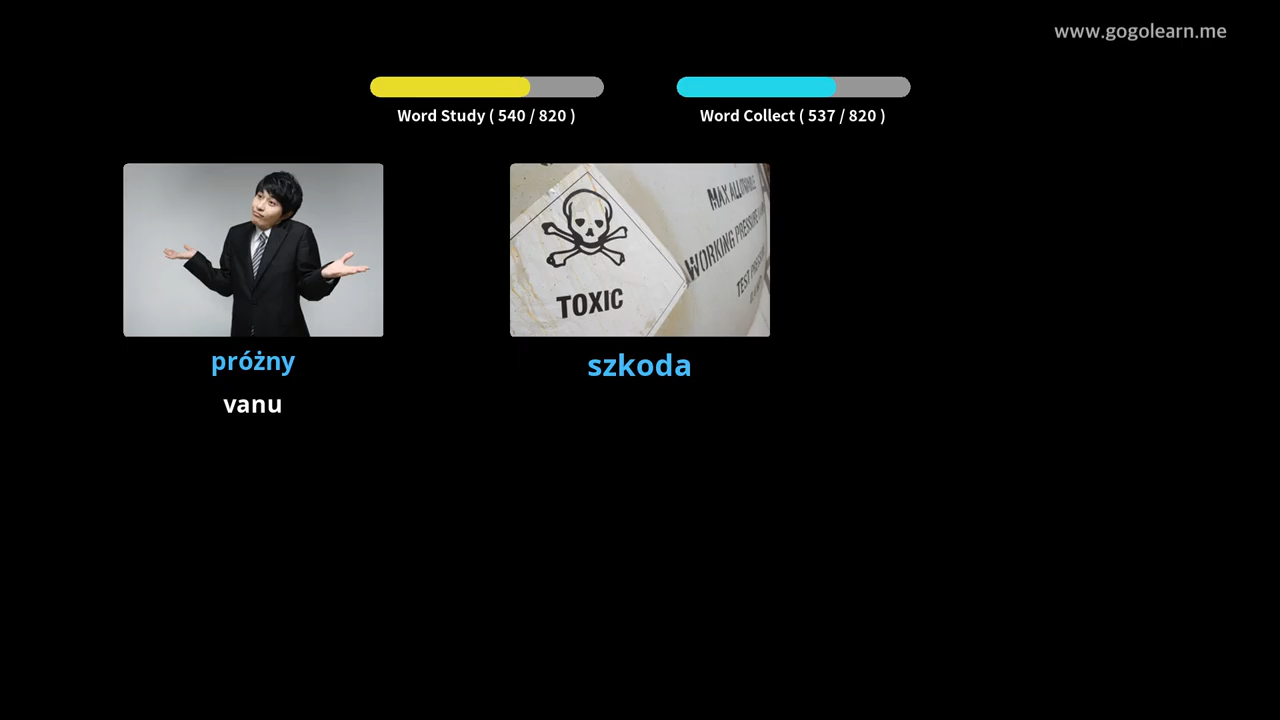 www.gogolearn.me
Word Study ( 540 / 820 )
Word Collect ( 537 / 820 )
TOXIC
MAX ALLOWABLE
WORKING PRESSURE
TEST
próżny
szkoda
vanu